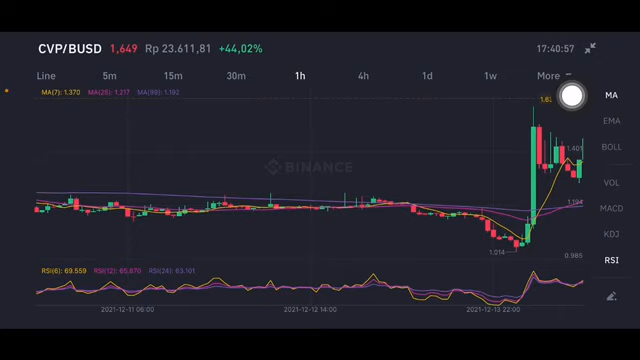 CVP/BUSD 1,649 Rp 23.611,81 +44,02% 17:40:57
Line 5m 15m 30m 1h 4h 1d 1w More
MA(7): 1.370 MA(25): 1.217 MA(99): 1.192
MA
EMA
1.401
BOLL
BINANCE
VOL
MACD
KDJ
1.014
0.985
RSI
RSI(6): 69.559 RSI(12): 65.670 RSI(24): 63.101
2021-12-11 06:00 2021-12-12 14:00 2021-12-13 22:00